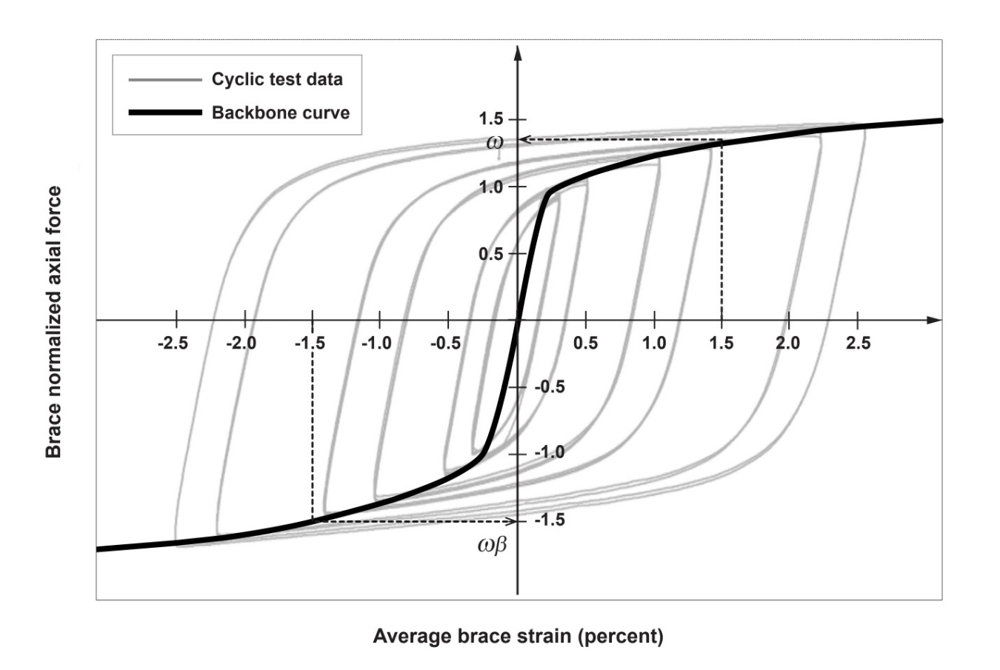 Cyclic test data
Backbone curve
1.5
ω
1.0
0.5
-2.5 -2.0 -1.5 -1.0 -0.5 0.5 1.0 1.5 2.0 2.5
-0.5
-1.0
-1.5
ωβ
Brace normalized axial force
Average brace strain (percent)